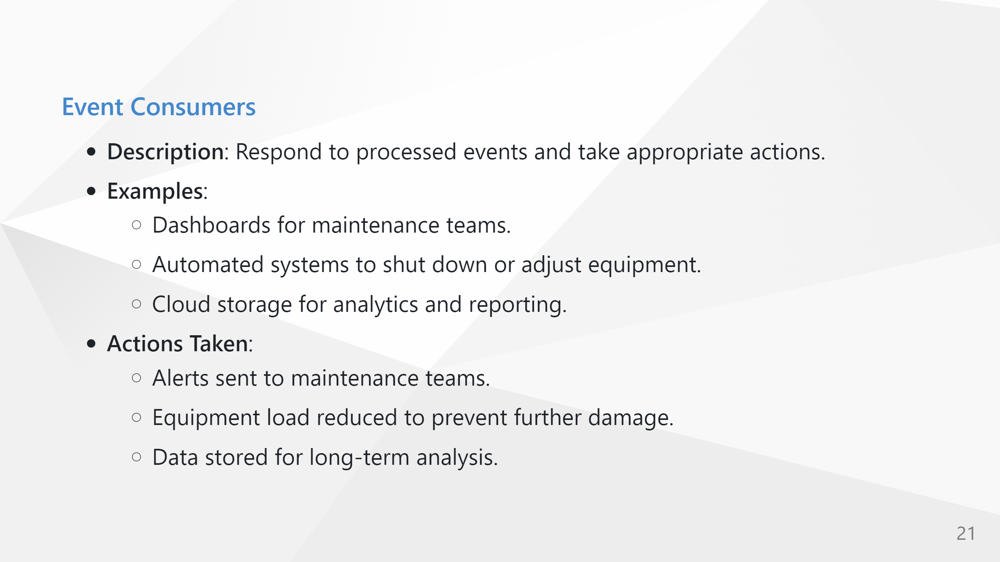 Event Consumers
Description: Respond to processed events and take appropriate actions.
Examples:
Dashboards for maintenance teams.
Automated systems to shut down or adjust equipment.
Cloud storage for analytics and reporting.
Actions Taken:
Alerts sent to maintenance teams.
Equipment load reduced to prevent further damage.
Data stored for long-term analysis.
21